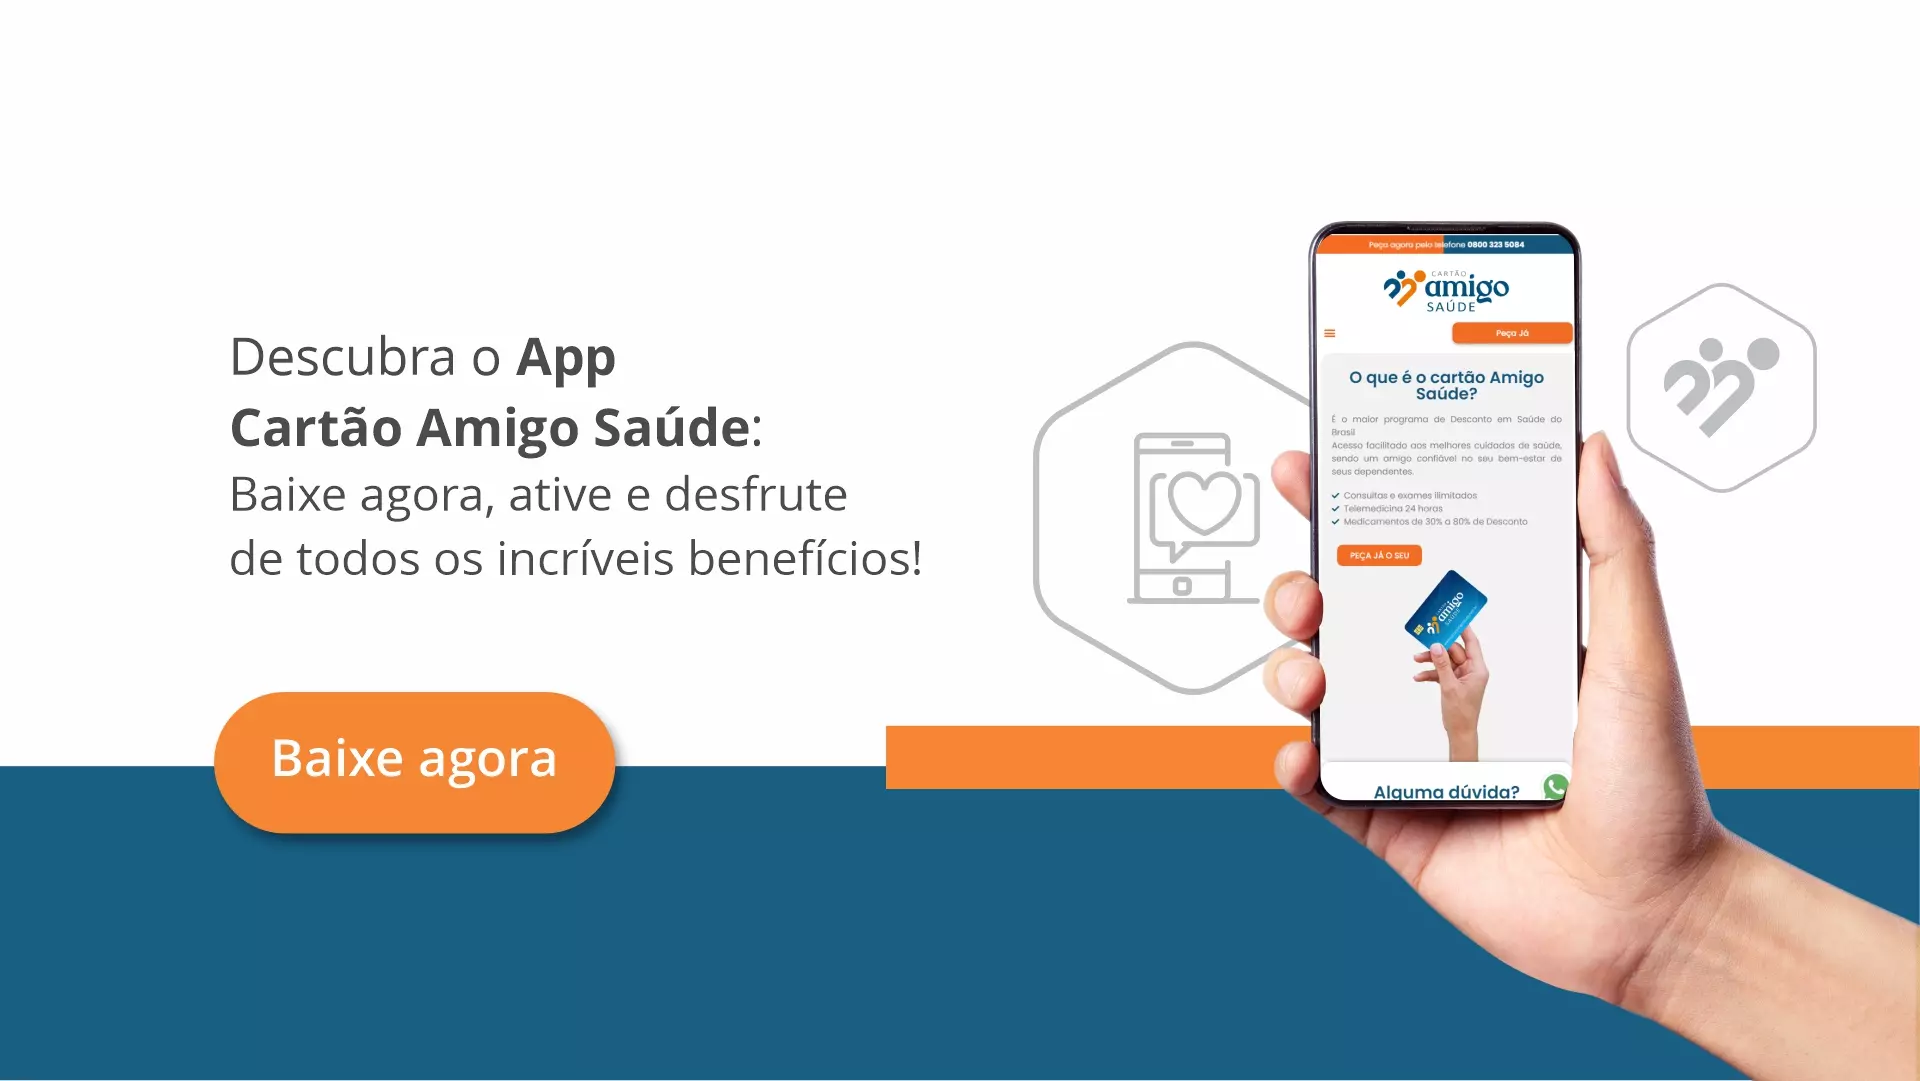 Descubra o App
Cartão Amigo Saúde:
Baixe agora, ative e desfrute
de todos os incríveis benefícios!
Baixe agora
Peça agora pelo telefone 0800 323 5084
CARTÃO
amigo
SAÚDE
Peça Já
O que é o cartão Amigo
Saúde?
É o maior programa de Desconto em Saúde do
Brasil
Acesso facilitado aos melhores cuidados de saúde,
sendo um amigo confiável no seu bem-estar de
seus dependentes.
Consultas e exames ilimitados
Telemedicina 24 horas
Medicamentos de 30% a 80% de Desconto
PEÇA JÁ O SEU
amigo
SAÚDE
Alguma dúvida?